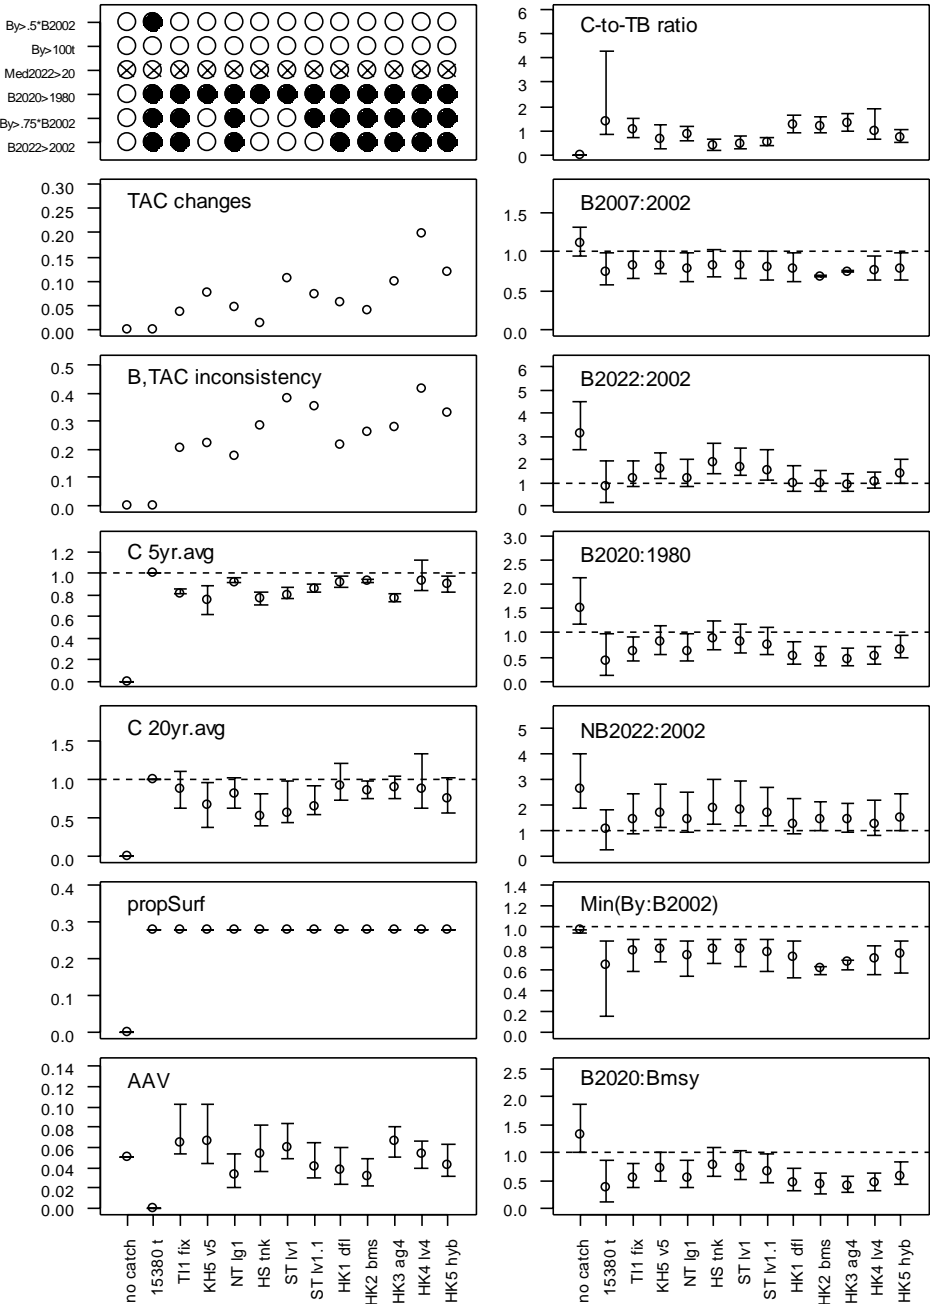 By>.5*B2002
By>100t
Med2022>20
B2020>1980
By>.75*B2002
B2022>2002
TAC changes
0.30
0.25
0.20
0.15
0.10
0.05
0.00
B,TAC inconsistency
0.5
0.4
0.3
0.2
0.1
0.0
C 5yr.avg
1.2
1.0
0.8
0.6
0.4
0.2
0.0
C 20yr.avg
1.5
1.0
0.5
0.0
propSurf
0.4
0.3
0.2
0.1
0.0
AAV
0.14
0.12
0.10
0.08
0.06
0.04
0.02
0.00
no catch
15380 t
TI1 fix
KH5 v5
NT lg1
HS tnk
ST lv1
ST lv1.1
HK1 dfl
HK2 bms
HK3 ag4
HK4 lv4
HK5 hyb
C-to-TB ratio
6
5
4
3
2
1
0
B2007:2002
1.5
1.0
0.5
0.0
B2022:2002
6
5
4
3
2
1
0
B2020:1980
3.0
2.5
2.0
1.5
1.0
0.5
0.0
NB2022:2002
5
4
3
2
1
0
Min(By:B2002)
1.4
1.2
1.0
0.8
0.6
0.4
0.2
0.0
B2020:Bmsy
2.5
2.0
1.5
1.0
0.5
0.0
no catch
15380 t
TI1 fix
KH5 v5
NT lg1
HS tnk
ST lv1
ST lv1.1
HK1 dfl
HK2 bms
HK3 ag4
HK4 lv4
HK5 hyb